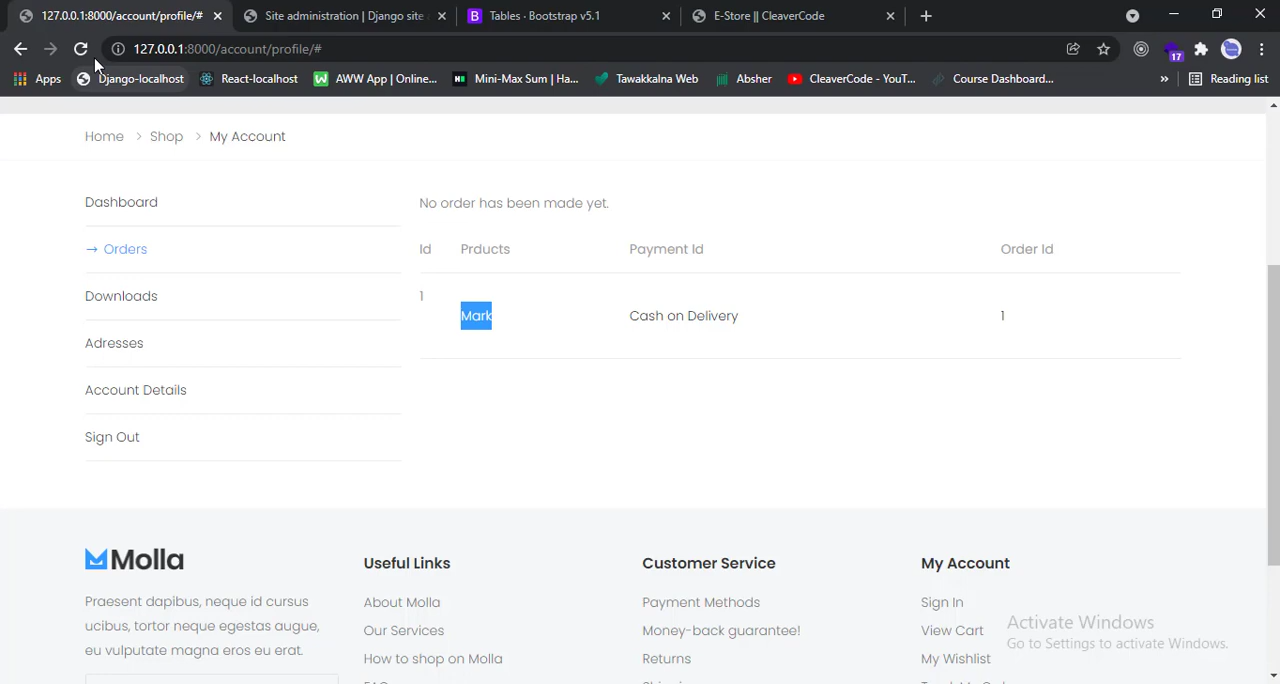 127.0.0.1:8000/account/profile/#
Site administration | Django site
Tables · Bootstrap v5.1
E-Store || CleaverCode
127.0.0.1:8000/account/profile/#
17
Apps
Django-localhost
React-localhost
AWW App | Online...
Mini-Max Sum | Ha...
Tawakkalna Web
Absher
CleaverCode - YouT...
Course Dashboard...
»
Reading list
Home > Shop > My Account
Dashboard
No order has been made yet.
→ Orders
Id Prducts Payment Id Order Id
Downloads
1
Mark Cash on Delivery 1
Adresses
Account Details
Sign Out
Molla
Praesent dapibus, neque id cursus
ucibus, tortor neque egestas augue,
eu vulputate magna eros eu erat.
Useful Links
About Molla
Our Services
How to shop on Molla
Customer Service
Payment Methods
Money-back guarantee!
Returns
My Account
Sign In
View Cart
My Wishlist
Activate Windows
Go to Settings to activate Windows.